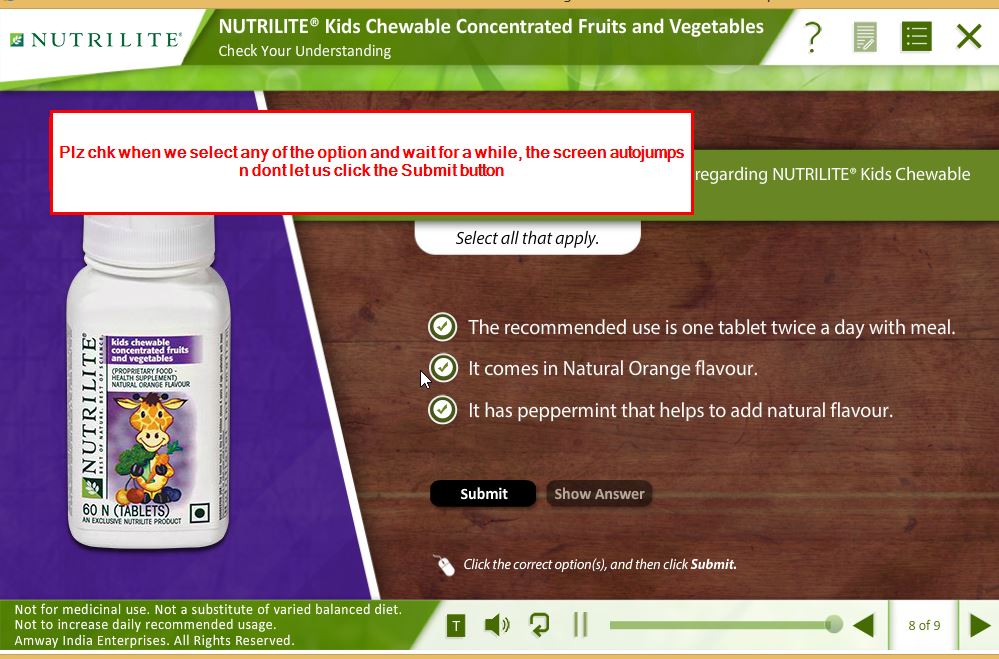 NUTRILITE®
NUTRILITE® Kids Chewable Concentrated Fruits and Vegetables
Check Your Understanding
?
Plz chk when we select any of the option and wait for a while, the screen autojumps
n dont let us click the Submit button
regarding NUTRILITE® Kids Chewable
Select all that apply.
The recommended use is one tablet twice a day with meal.
It comes in Natural Orange flavour.
It has peppermint that helps to add natural flavour.
Submit
Show Answer
Click the correct option(s), and then click Submit.
NUTRILITE®
BEST OF NATURE. BEST OF SCIENCE.
kids chewable
concentrated fruits
and vegetables
(PROPRIETARY FOOD -
HEALTH SUPPLEMENT)
NATURAL ORANGE FLAVOUR
60 N (TABLETS)
AN EXCLUSIVE NUTRILITE PRODUCT
Not for medicinal use. Not a substitute of varied balanced diet.
Not to increase daily recommended usage.
Amway India Enterprises. All Rights Reserved.
T
8 of 9